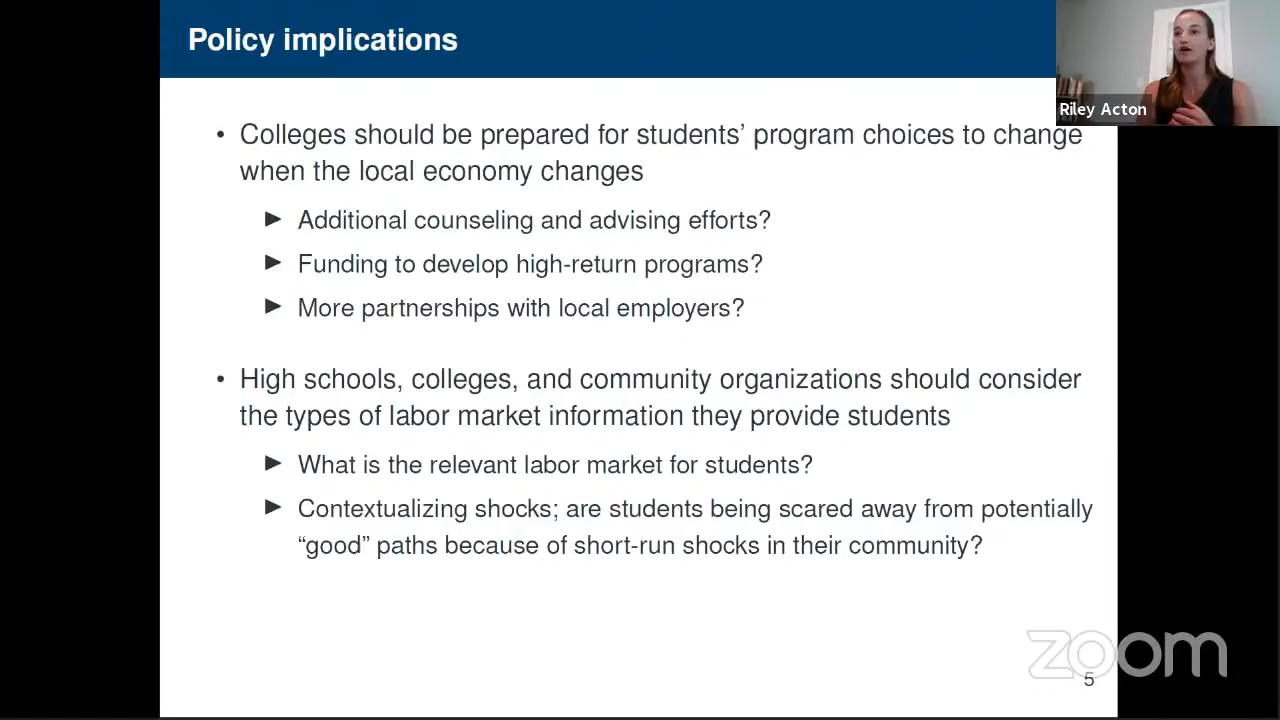 Policy implications
Riley Acton
• Colleges should be prepared for students’ program choices to change
when the local economy changes
► Additional counseling and advising efforts?
► Funding to develop high-return programs?
► More partnerships with local employers?
• High schools, colleges, and community organizations should consider
the types of labor market information they provide students
► What is the relevant labor market for students?
► Contextualizing shocks; are students being scared away from potentially
“good” paths because of short-run shocks in their community?
zoom
5